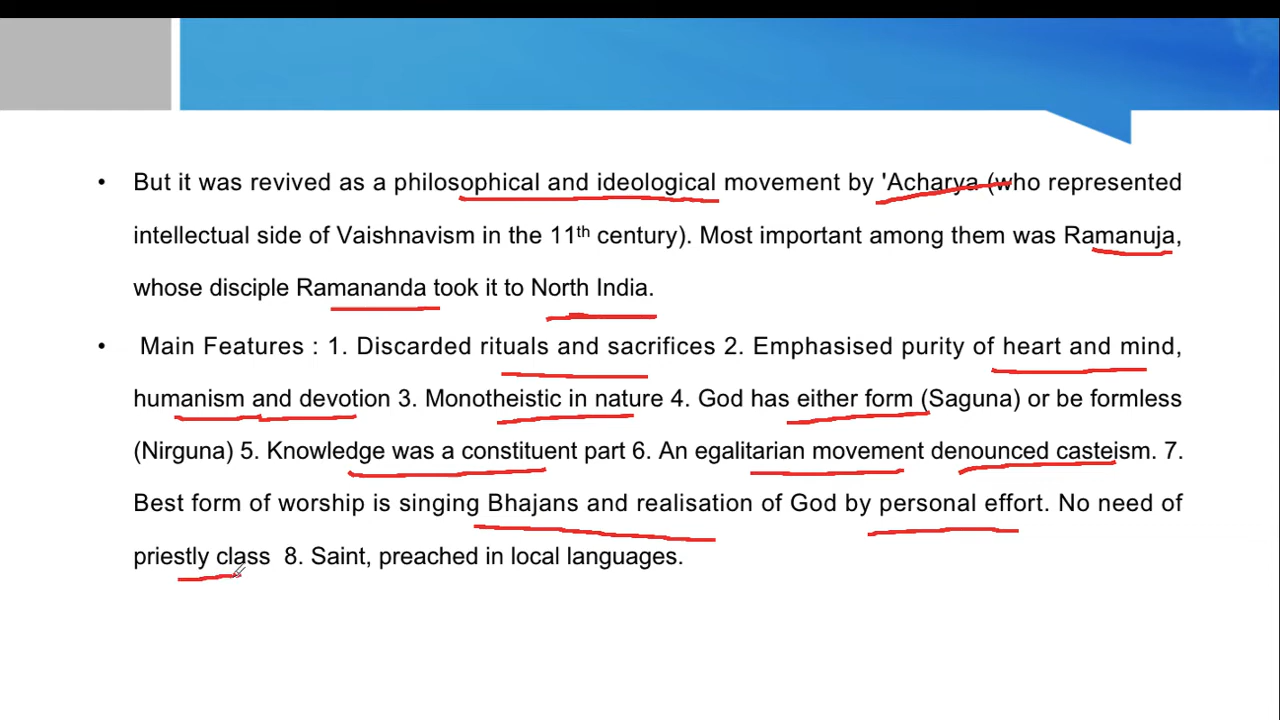 • But it was revived as a philosophical and ideological movement by 'Acharya (who represented
intellectual side of Vaishnavism in the 11th century). Most important among them was Ramanuja,
whose disciple Ramananda took it to North India.
• Main Features : 1. Discarded rituals and sacrifices 2. Emphasised purity of heart and mind,
humanism and devotion 3. Monotheistic in nature 4. God has either form (Saguna) or be formless
(Nirguna) 5. Knowledge was a constituent part 6. An egalitarian movement denounced casteism. 7.
Best form of worship is singing Bhajans and realisation of God by personal effort. No need of
priestly class 8. Saint, preached in local languages.